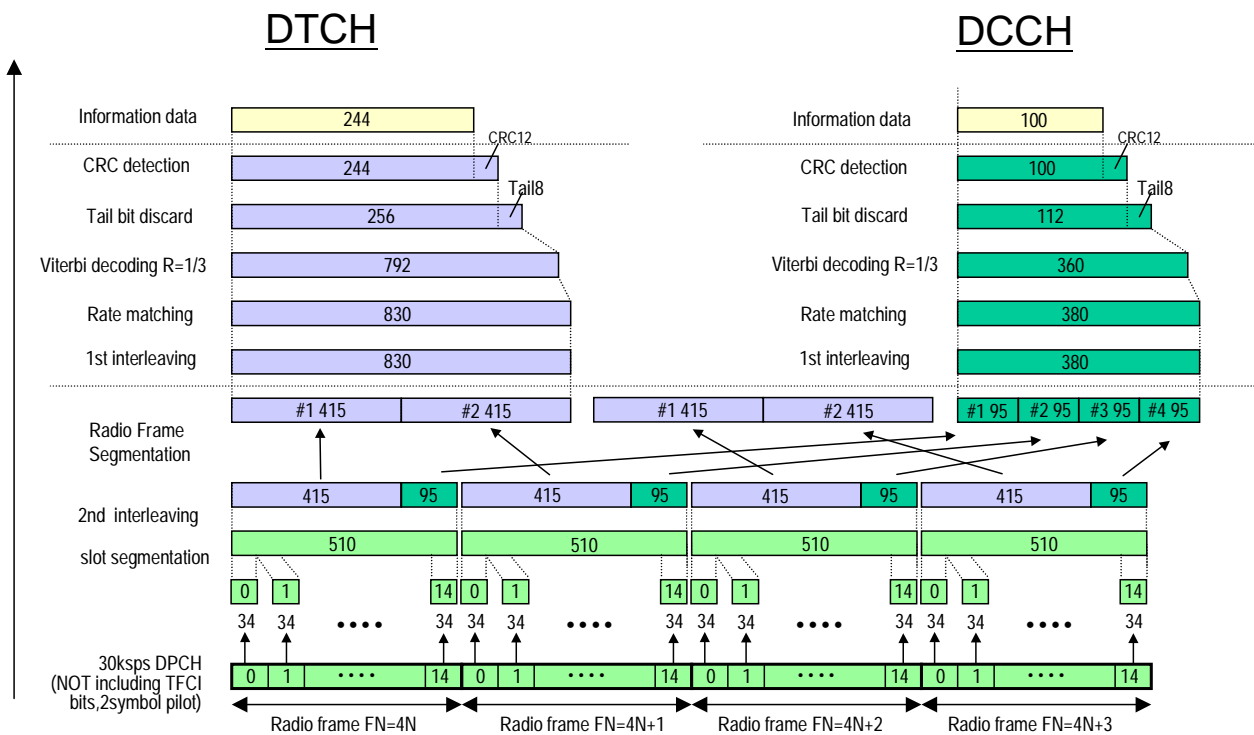 DTCH DCCH
Information data 244 Information data 100
CRC12 CRC12
CRC detection 244 CRC detection 100
Tail8 Tail8
Tail bit discard 256 Tail bit discard 112
Viterbi decoding R=1/3 792 Viterbi decoding R=1/3 360
Rate matching 830 Rate matching 380
1st interleaving 830 1st interleaving 380
#1 415 #2 415 #1 415 #2 415 #1 95 #2 95 #3 95 #4 95
Radio Frame
Segmentation
415 95 415 95 415 95 415 95
2nd interleaving
510 510 510 510
slot segmentation
0 1 14 0 1 14 0 1 14 0 1 14
34 34 •••• 34 34 34 •••• 34 34 34 •••• 34 34 34 •••• 34
30ksps DPCH
(NOT including TFCI
bits,2symbol pilot)
0 1 •••• 14 0 1 •••• 14 0 1 •••• 14 0 1 •••• 14
Radio frame FN=4N Radio frame FN=4N+1 Radio frame FN=4N+2 Radio frame FN=4N+3